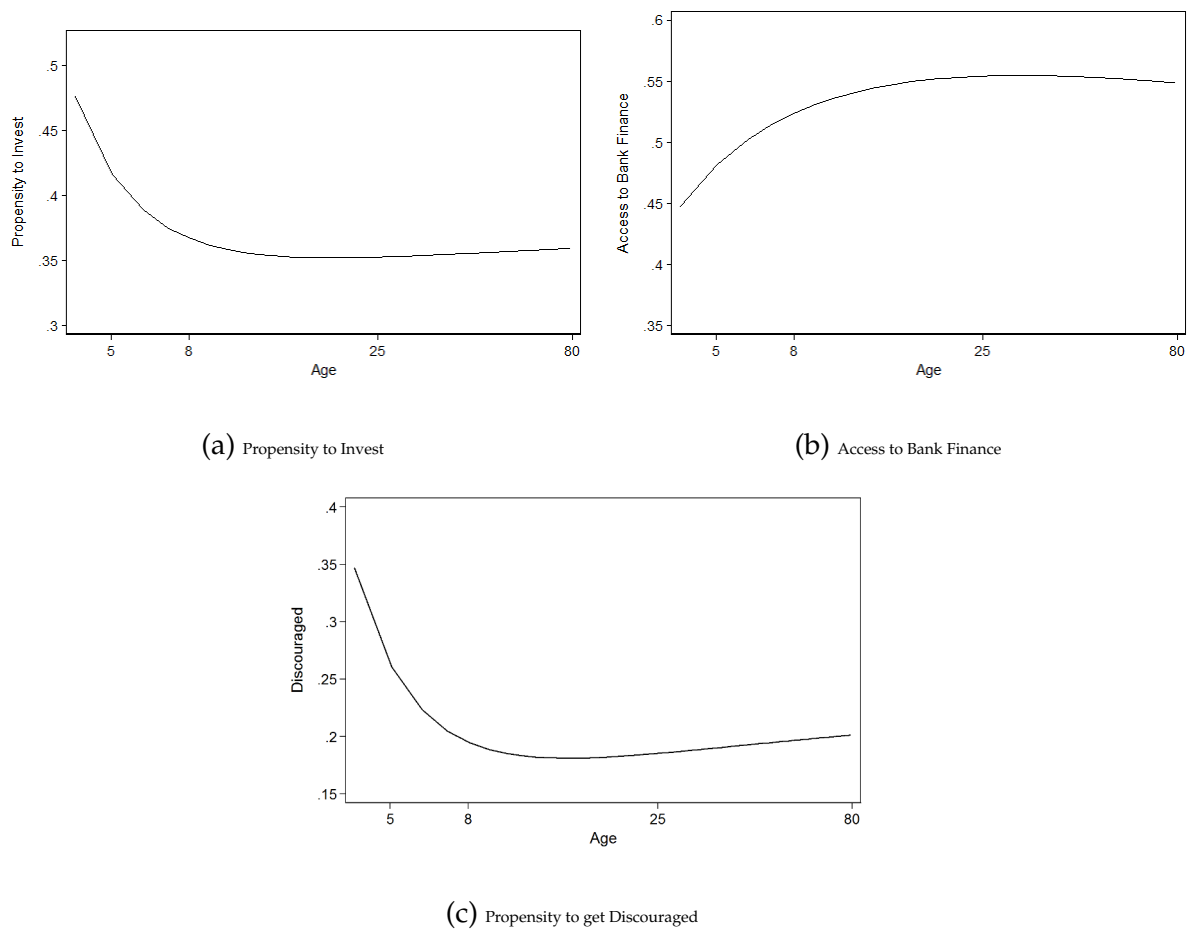 .5
.45
.4
.35
.3
Propensity to Invest
5 8 25 80
Age
(a) Propensity to Invest
.6
.55
.5
.45
.4
.35
Access to Bank Finance
5 8 25 80
Age
(b) Access to Bank Finance
.4
.35
.3
.25
.2
.15
Discouraged
5 8 25 80
Age
(c) Propensity to get Discouraged